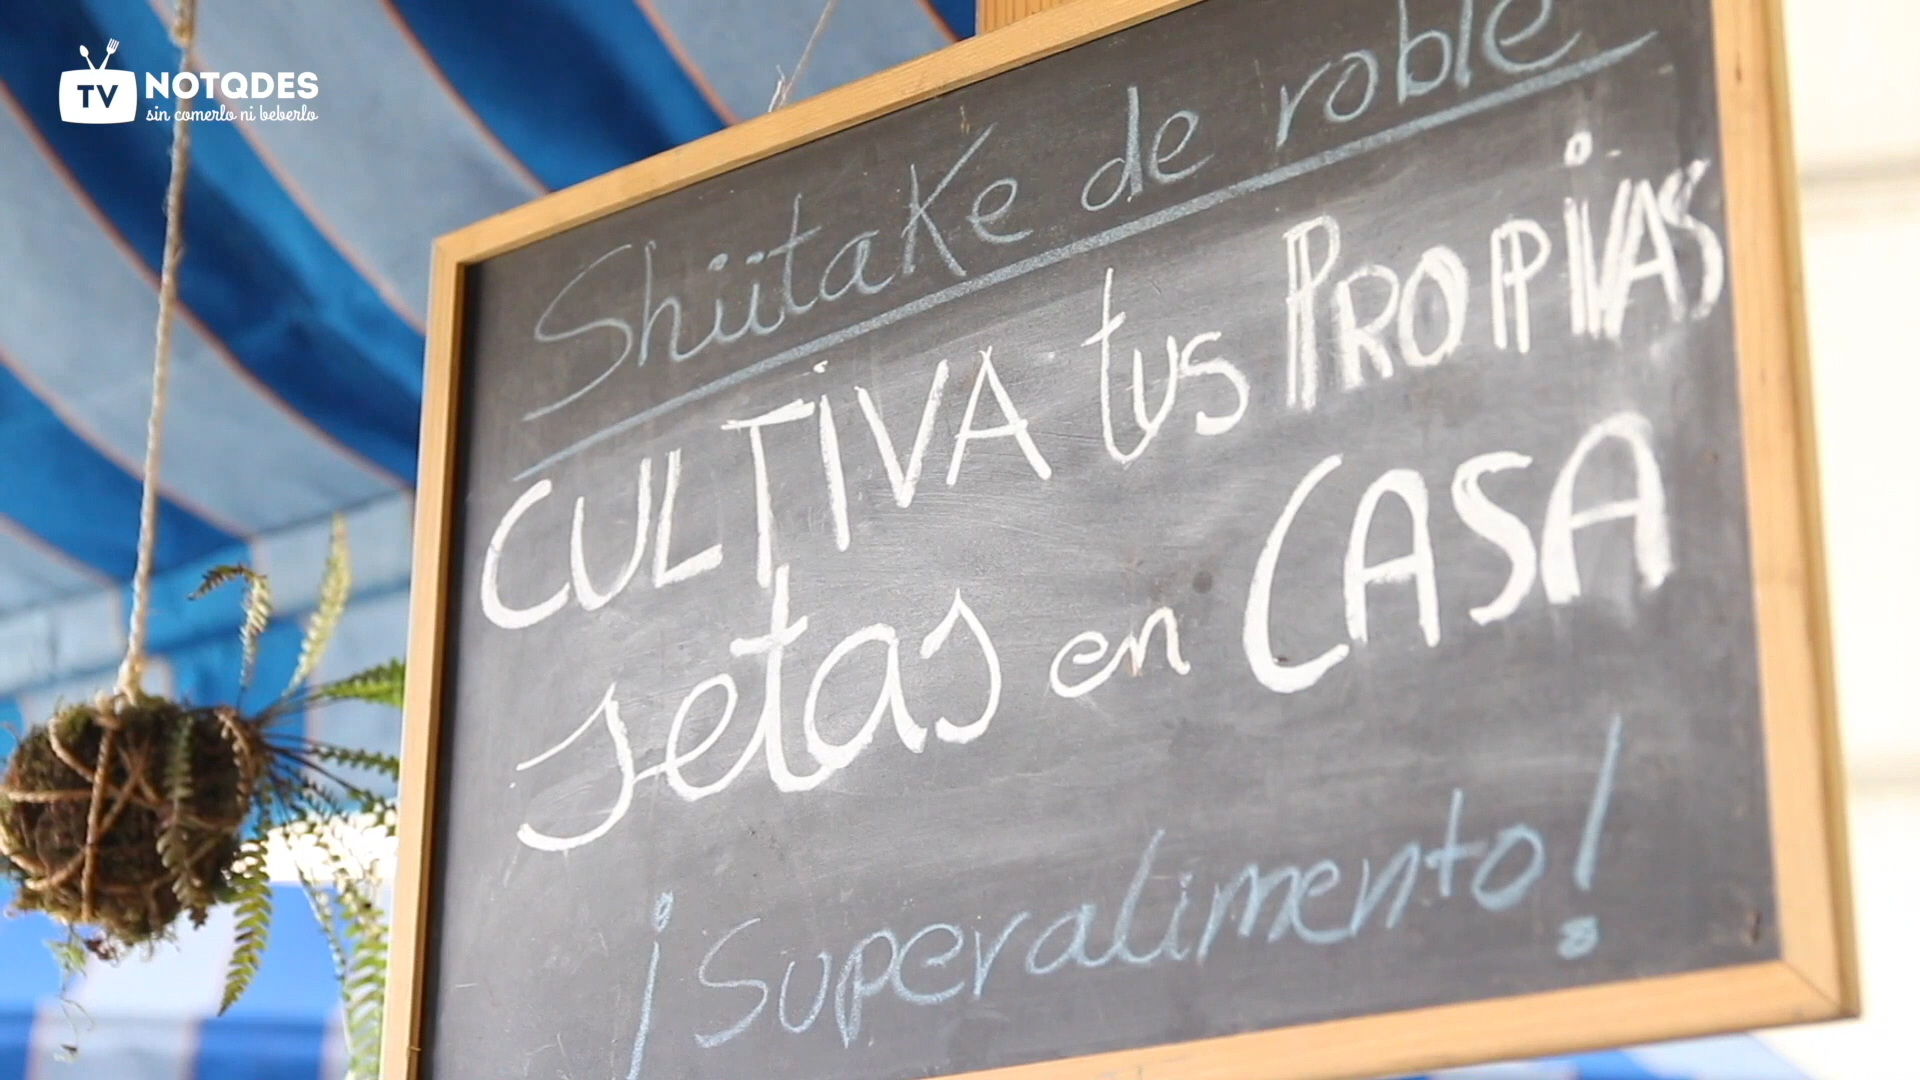 TV NOTQDES
sin comerlo ni beberlo
Shiitake de roble
CULTiVA tus PROPiAS
setas en CASA
¡Superalimento!